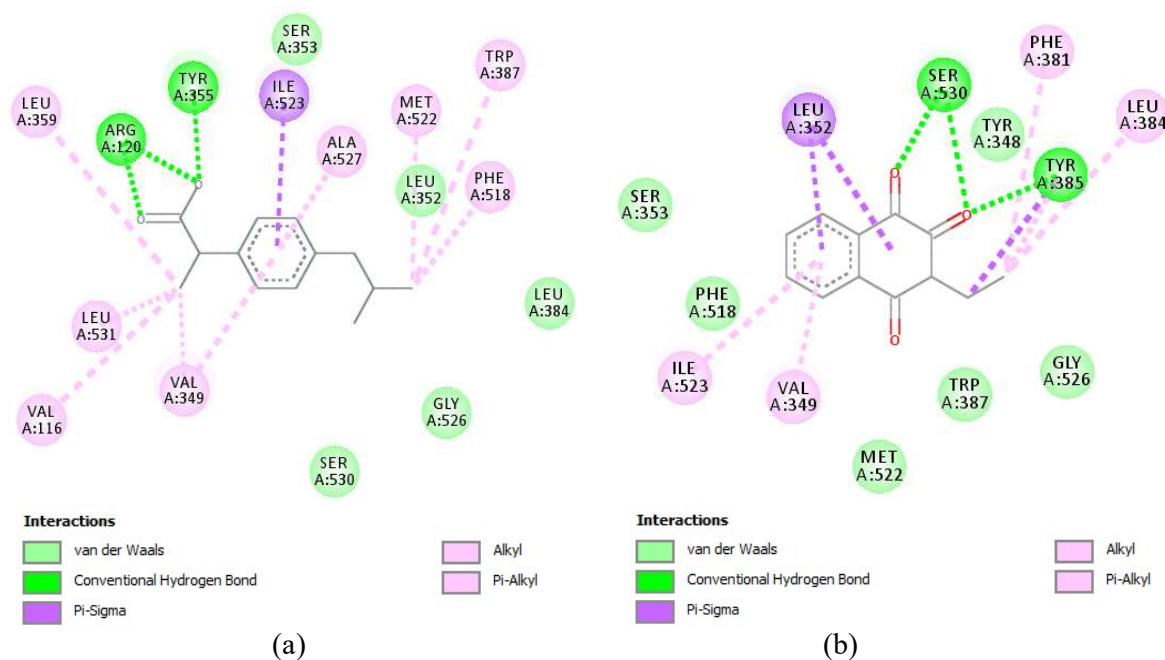 SER
A:353
TRP
A:387
TYR
A:355
ILE
A:523
LEU
A:359
MET
A:522
ARG
A:120
ALA
A:527
LEU
A:352
PHE
A:518
O
O
LEU
A:384
LEU
A:531
VAL
A:349
VAL
A:116
GLY
A:526
SER
A:530
Interactions
van der Waals
Conventional Hydrogen Bond
Pi-Sigma
Alkyl
Pi-Alkyl
(a)
PHE
A:381
SER
A:530
LEU
A:352
LEU
A:384
TYR
A:348
TYR
A:385
SER
A:353
O
O
PHE
A:518
O
ILE
A:523
VAL
A:349
TRP
A:387
GLY
A:526
MET
A:522
Interactions
van der Waals
Conventional Hydrogen Bond
Pi-Sigma
Alkyl
Pi-Alkyl
(b)